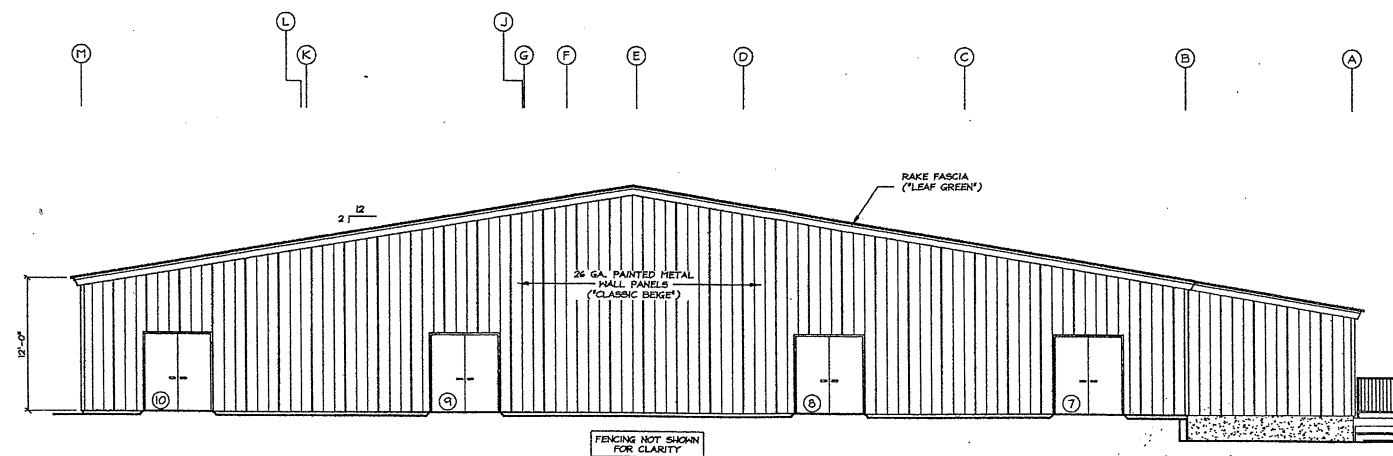 L
J
M
K
G
F
E
D
C
B
A
RAKE FASCIA
("LEAF GREEN")
12
2
26 GA. PAINTED METAL
WALL PANELS
("CLASSIC BEIGE")
12'-0"
10
9
8
7
FENCING NOT SHOWN
FOR CLARITY